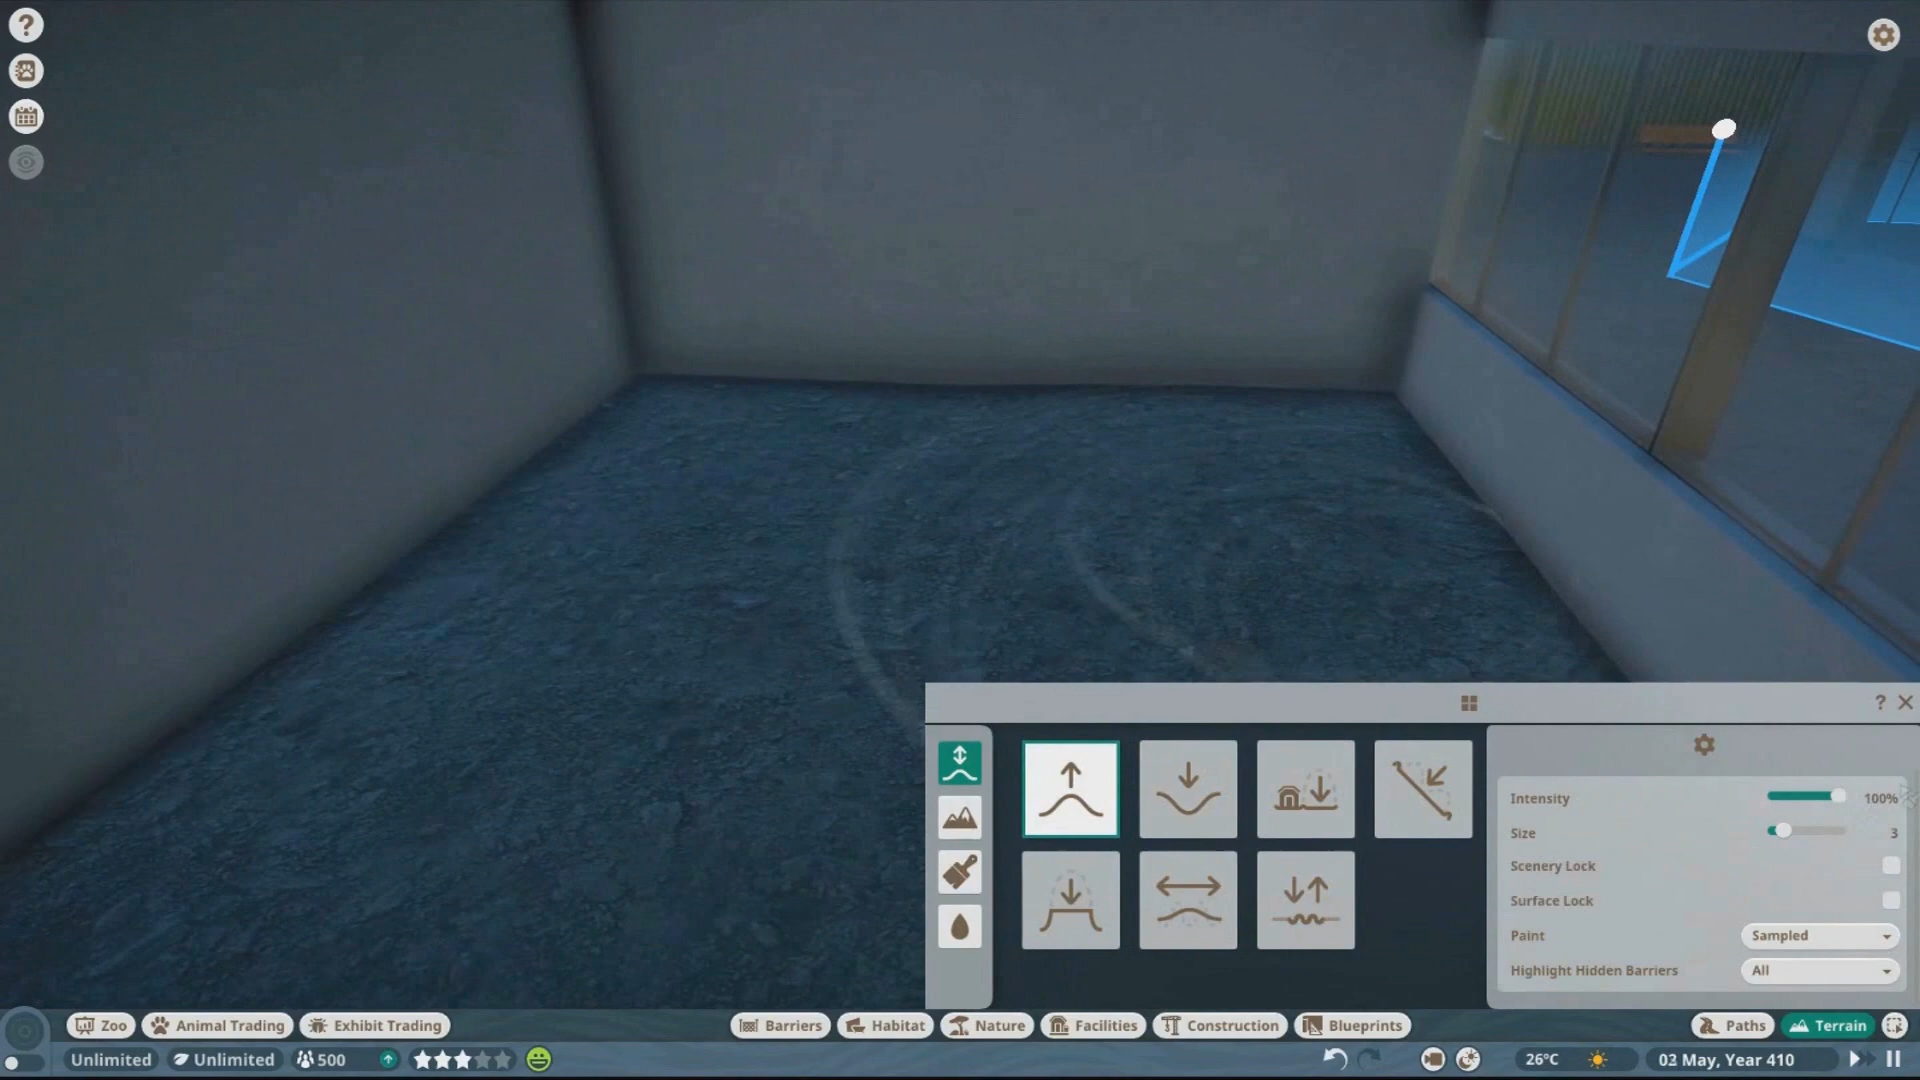 ?
?
Intensity 100%
Size 3
Scenery Lock
Surface Lock
Paint Sampled
Highlight Hidden Barriers All
Zoo Animal Trading Exhibit Trading Barriers Habitat Nature Facilities Construction Blueprints Paths Terrain
Unlimited Unlimited 500 26°C 03 May, Year 410